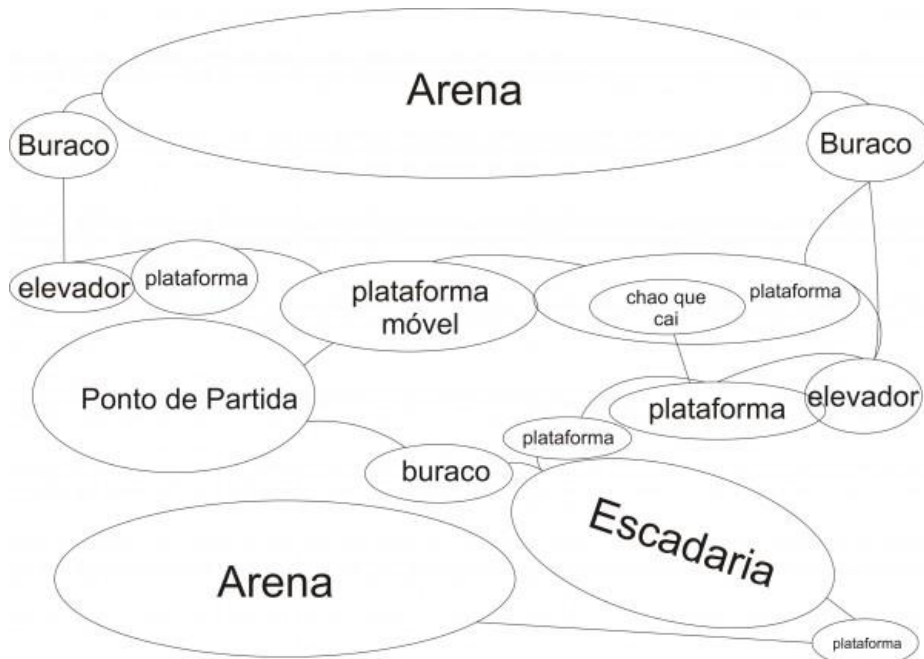 Arena
Buraco
Buraco
elevador
plataforma
plataforma
móvel
chao que
cai
plataforma
Ponto de Partida
plataforma
elevador
plataforma
buraco
Escadaria
Arena
plataforma